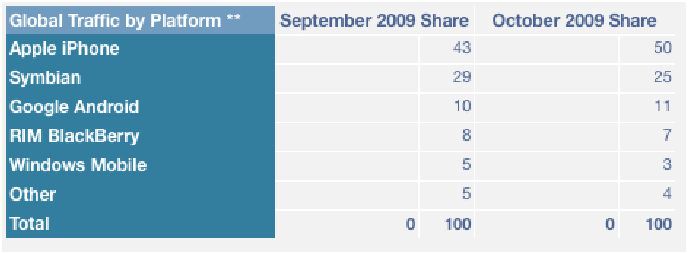 Global Traffic by Platform ** September 2009 Share October 2009 Share
Apple iPhone 43 50
Symbian 29 25
Google Android 10 11
RIM BlackBerry 8 7
Windows Mobile 5 3
Other 5 4
Total 0 100 0 100